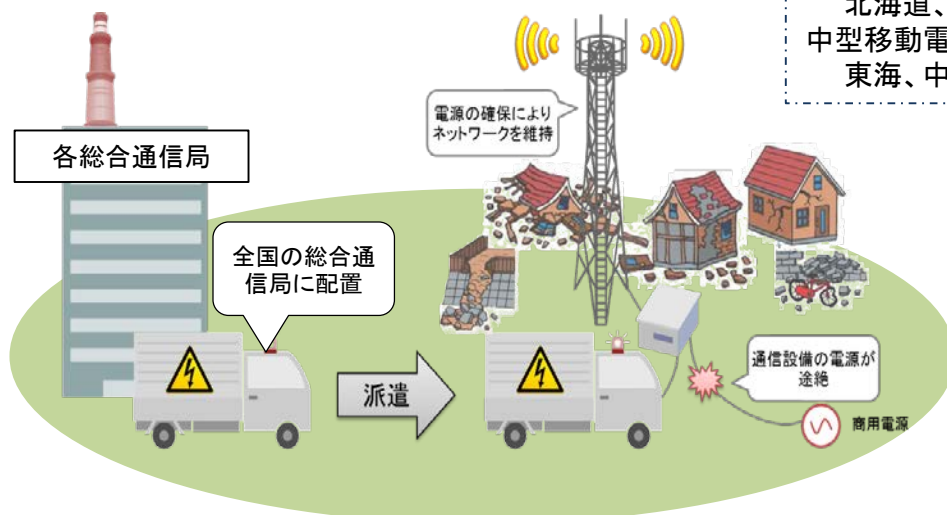 北海道、
中型移動電
東海、中
電源の確保により
ネットワークを維持
各総合通信局
全国の総合通
信局に配置
派遣
通信設備の電源が
途絶
商用電源